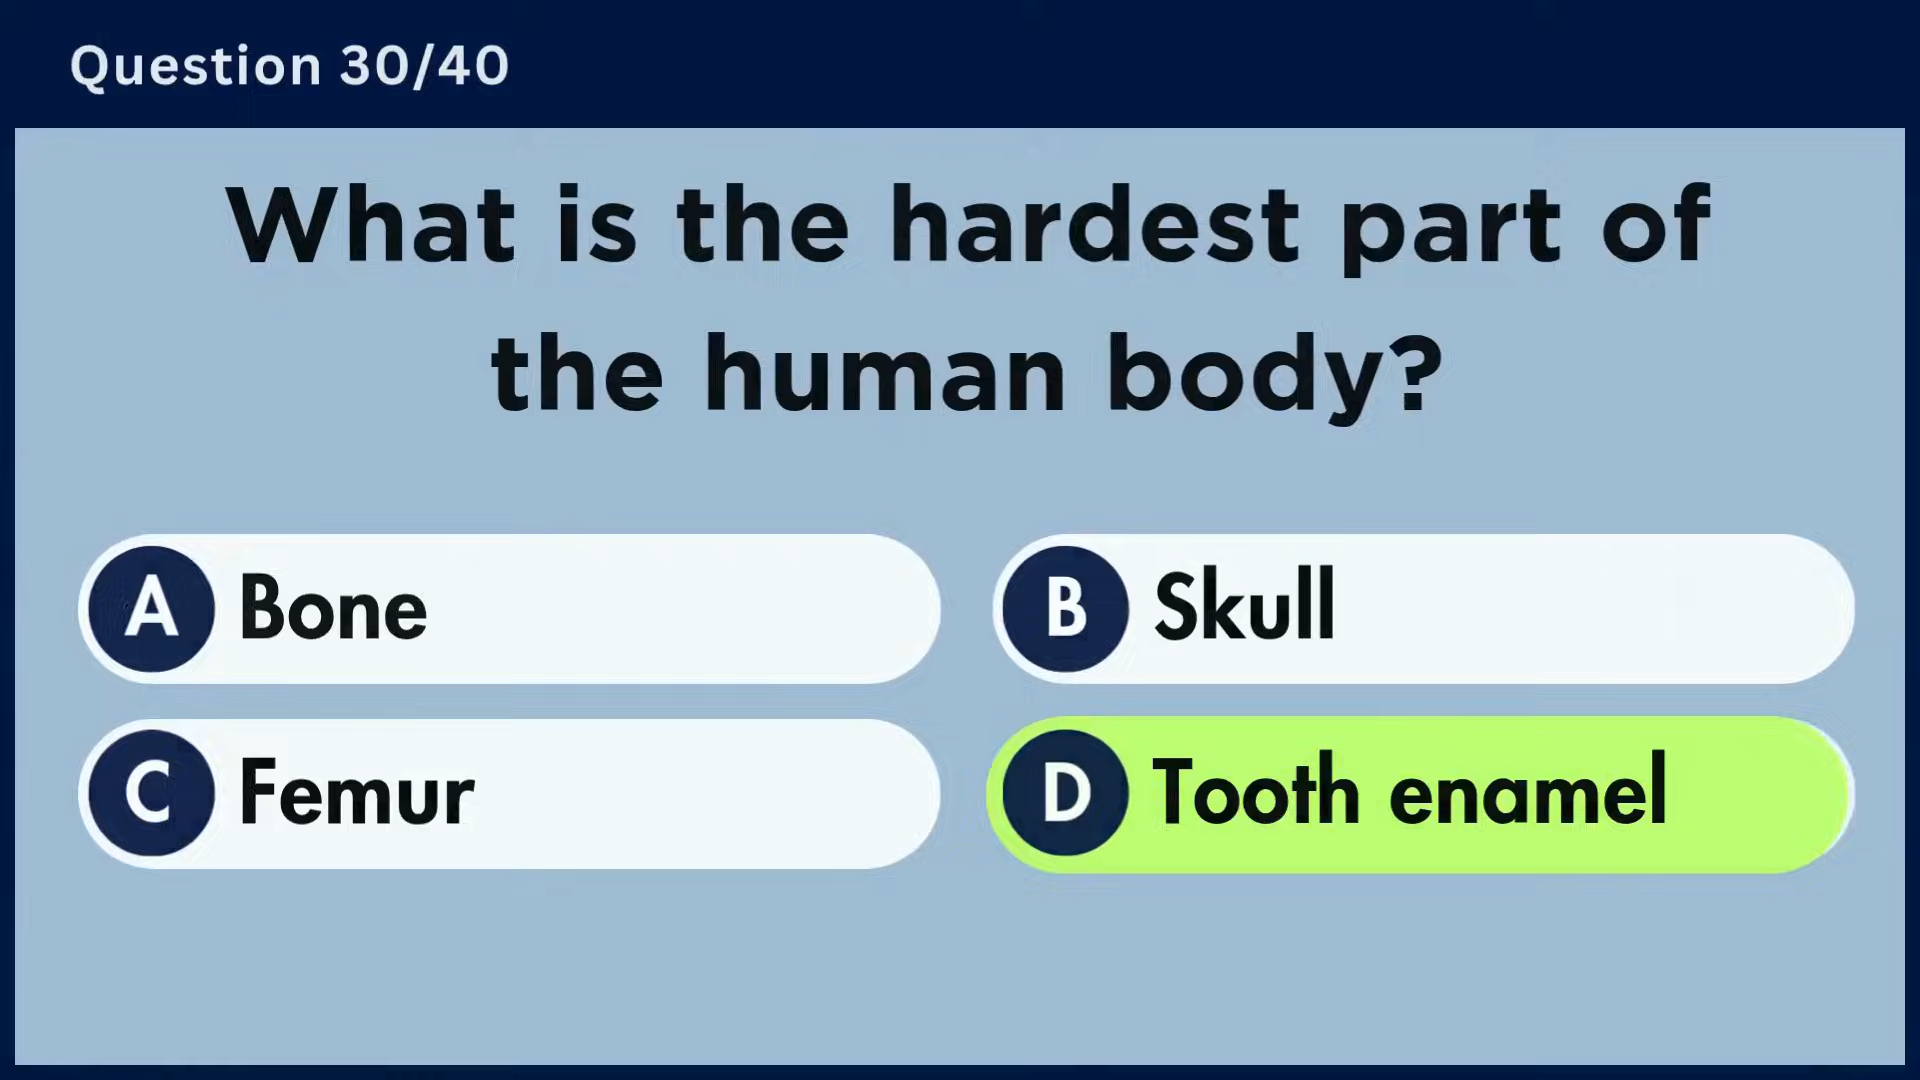 Question 30/40
What is the hardest part of
the human body?
A Bone
B Skull
C Femur
D Tooth enamel